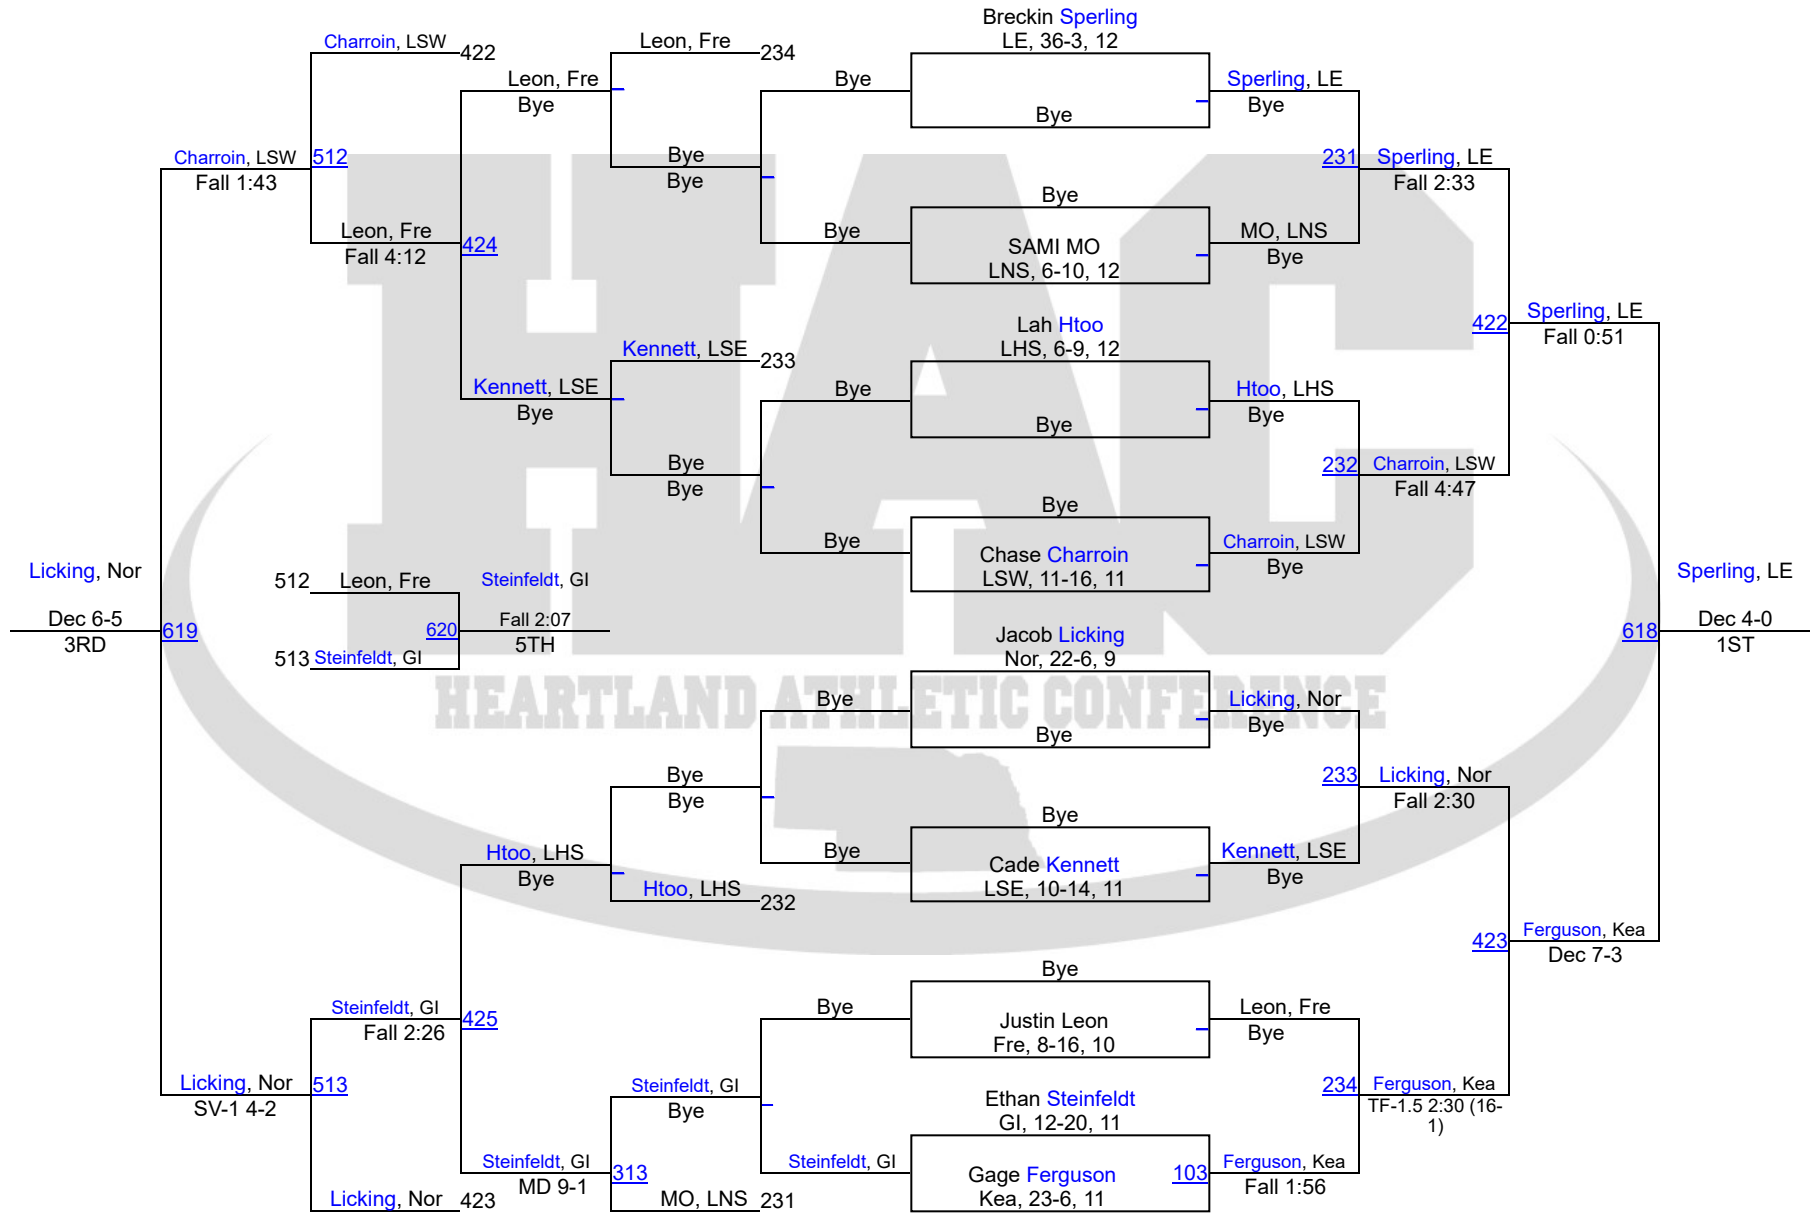 Breckin Sperling
LE, 36-3, 12
Charroin, LSW
422
Leon, Fre
234
Leon, Fre
Bye
Bye
Bye
Sperling, LE
Bye
Charroin, LSW
Fall 1:43
512
Bye
Bye
231
Sperling, LE
Fall 2:33
Bye
Leon, Fre
Fall 4:12
424
Bye
SAMI MO
LNS, 6-10, 12
MO, LNS
Bye
Lah Htoo
LHS, 6-9, 12
422
Sperling, LE
Fall 0:51
Kennett, LSE
233
Kennett, LSE
Bye
Bye
Bye
Htoo, LHS
Bye
Bye
Bye
232
Charroin, LSW
Fall 4:47
Bye
Bye
Chase Charroin
LSW, 11-16, 11
Charroin, LSW
Bye
Licking, Nor
Dec 6-5
3RD
619
512
Leon, Fre
513
Steinfeldt, GI
620
Steinfeldt, GI
Fall 2:07
5TH
Sperling, LE
618
Dec 4-0
1ST
Jacob Licking
Nor, 22-6, 9
HEARTLAND ATHLETIC CONFERENCE
Bye
Bye
Licking, Nor
Bye
Bye
Bye
233
Licking, Nor
Fall 2:30
Bye
Htoo, LHS
Bye
Htoo, LHS
232
Bye
Cade Kennett
LSE, 10-14, 11
Kennett, LSE
Bye
423
Ferguson, Kea
Dec 7-3
Bye
Steinfeldt, GI
Fall 2:26
425
Bye
Justin Leon
Fre, 8-16, 10
Leon, Fre
Bye
Licking, Nor
SV-1 4-2
513
Steinfeldt, GI
Bye
Ethan Steinfeldt
GI, 12-20, 11
234
Ferguson, Kea
TF-1.5 2:30 (16-
1)
Steinfeldt, GI
MD 9-1
313
Steinfeldt, GI
Gage Ferguson
Kea, 23-6, 11
103
Ferguson, Kea
Fall 1:56
Licking, Nor
423
MO, LNS
231
HAC